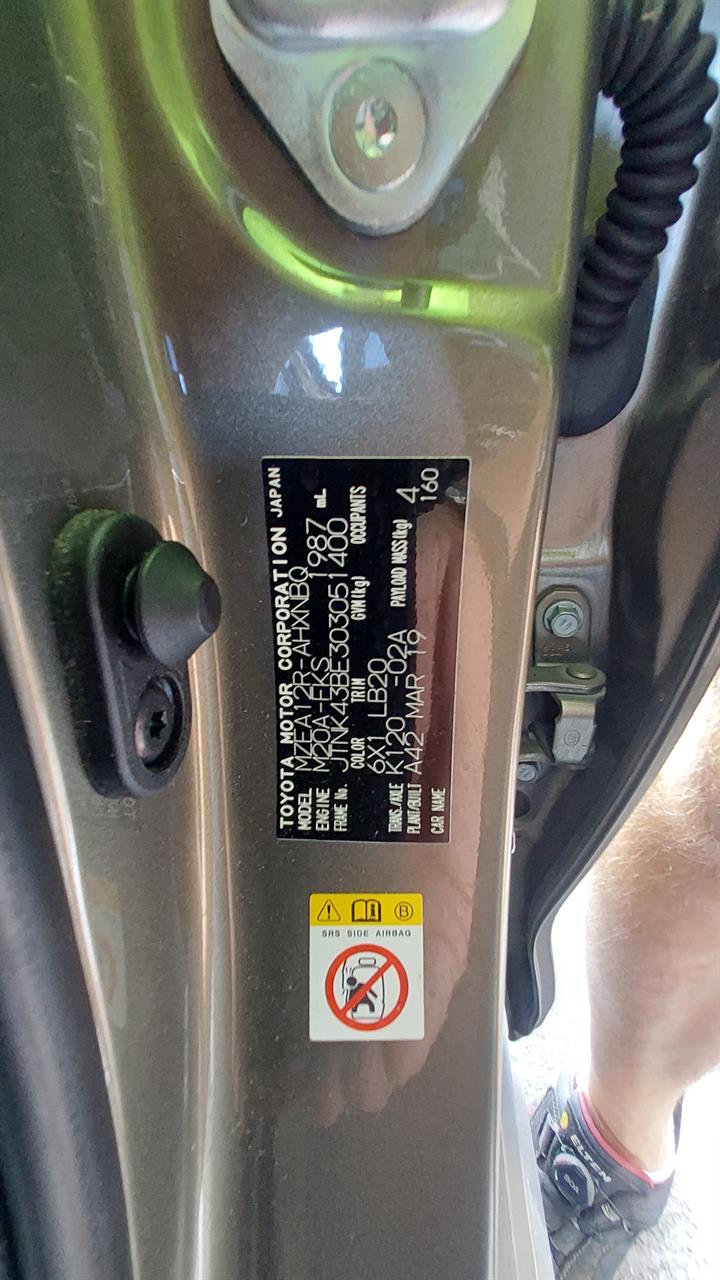 TOYOTA MOTOR CORPORATION JAPAN
MODEL MZEA12R-AHXNBQ
ENGINE M20A-FKS 1987 mL
FRAME No. JTNK43BE303051400
COLOR TRIM GVM(kg) OCCUPANTS
6X1 LB20 4
TRANS./AXLE K120 -02A PAYLOAD MASS(kg) 160
PLANT/BUILT A42 MAR 19
CAR NAME
B
SRS SIDE AIRBAG
ELTEN
BOA